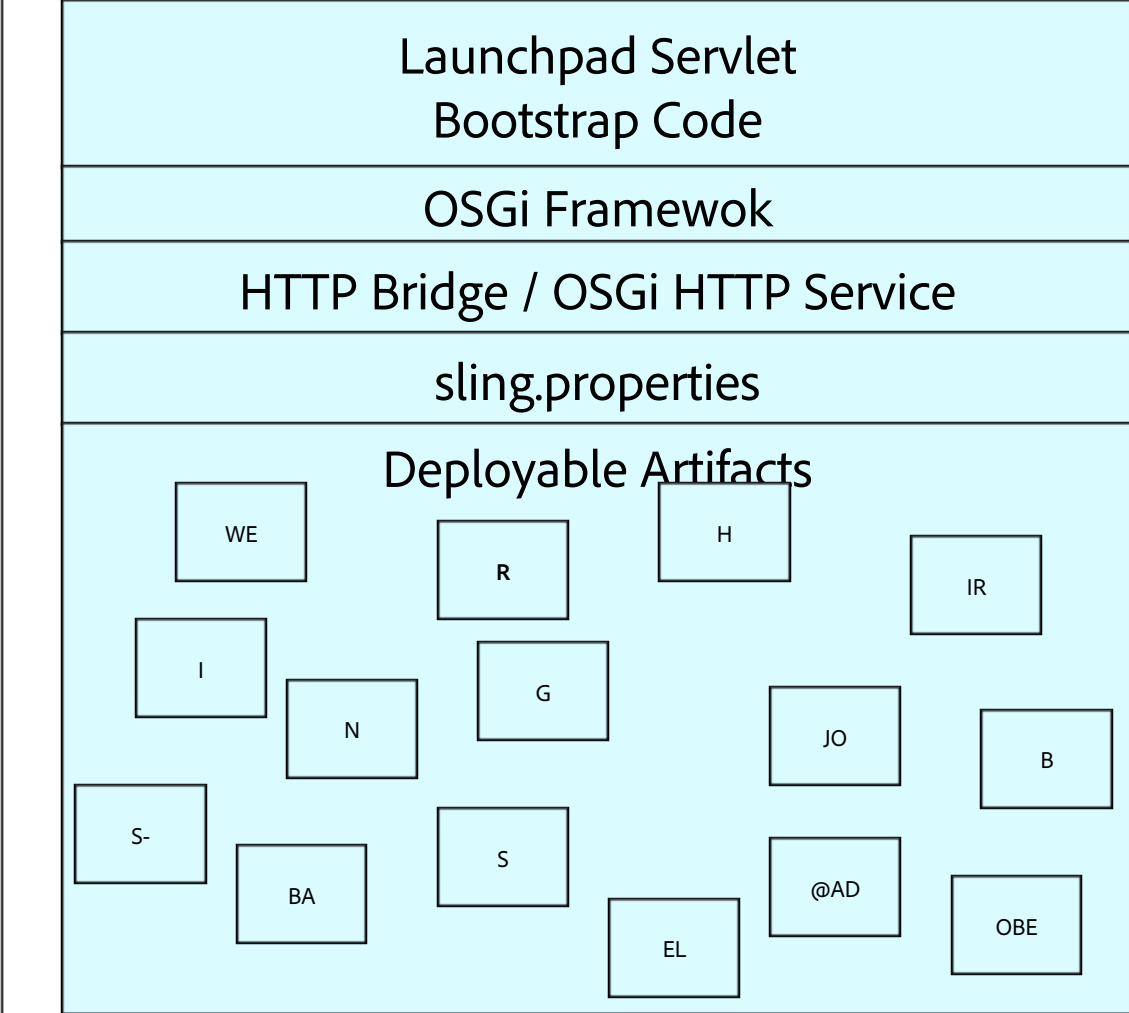 Launchpad Servlet
Bootstrap Code
OSGi Framewok
HTTP Bridge / OSGi HTTP Service
sling.properties
Deployable Artifacts
WE
R
H
IR
I
N
G
JO
B
S-
BA
S
EL
@AD
OBE